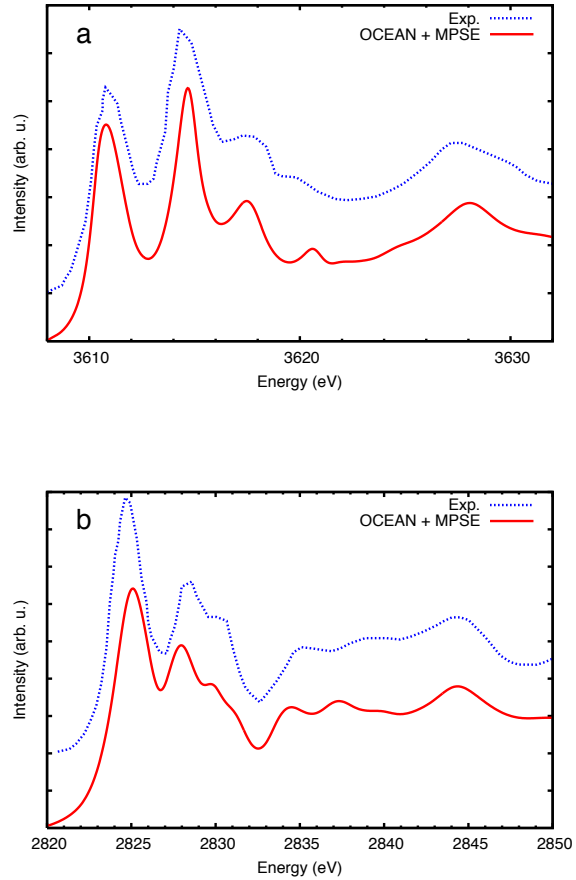 a
Exp.
OCEAN + MPSE
Intensity (arb. u.)
3610
3620
3630
Energy (eV)
b
Exp.
OCEAN + MPSE
Intensity (arb. u.)
2820
2825
2830
2835
2840
2845
2850
Energy (eV)